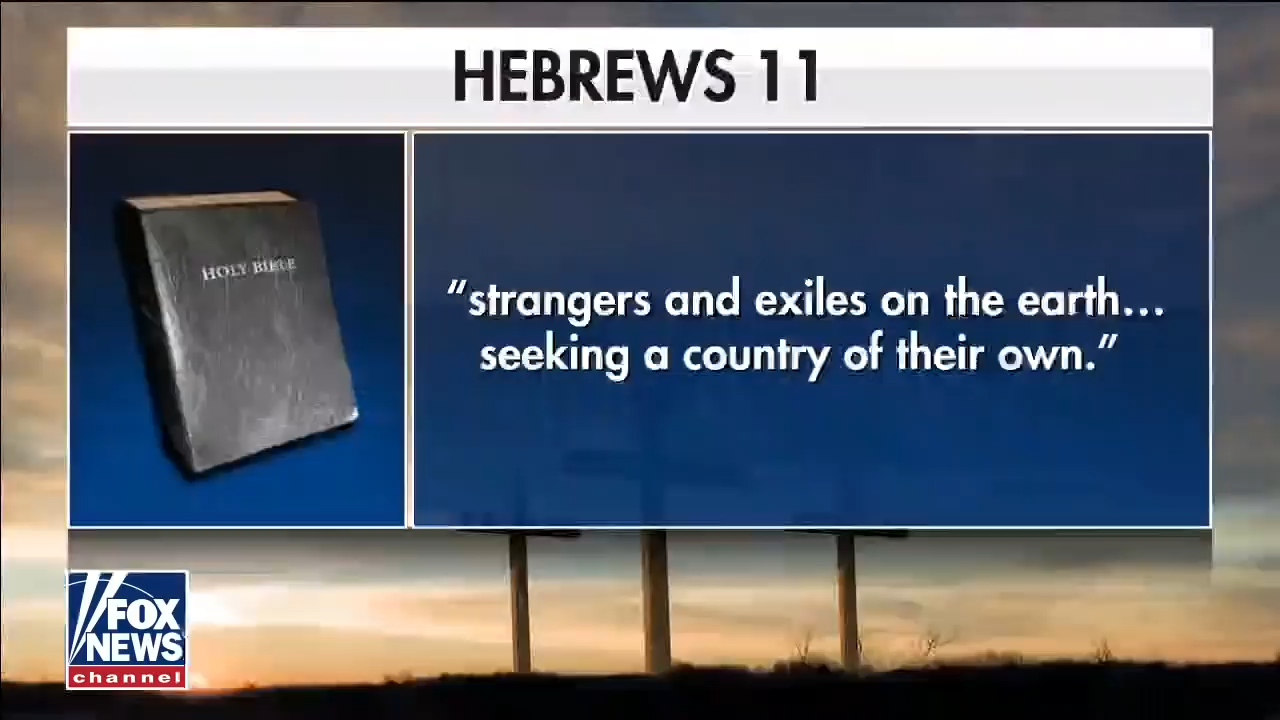 HEBREWS 11
HOLY BIBLE
“strangers and exiles on the earth...
seeking a country of their own.”
FOX
NEWS
channel